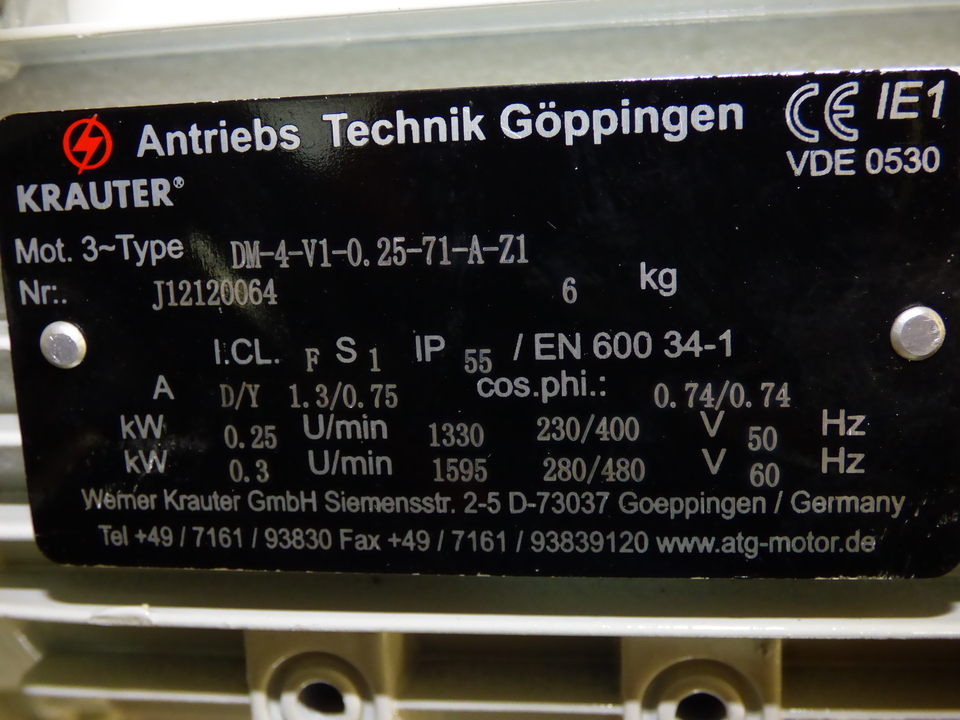 Antriebs Technik Göppingen
CE IE1
VDE 0530
KRAUTER®
Mot. 3~Type DM-4-V1-0.25-71-A-Z1
Nr:. J12120064 6 kg
I.CL. F S 1 IP 55 / EN 600 34-1
A D/Y 1.3/0.75 cos.phi.: 0.74/0.74
kW 0.25 U/min 1330 230/400 V 50 Hz
kW 0.3 U/min 1595 280/480 V 60 Hz
Werner Krauter GmbH Siemensstr. 2-5 D-73037 Goeppingen / Germany
Tel +49 / 7161 / 93830 Fax +49 / 7161 / 93839120 www.atg-motor.de